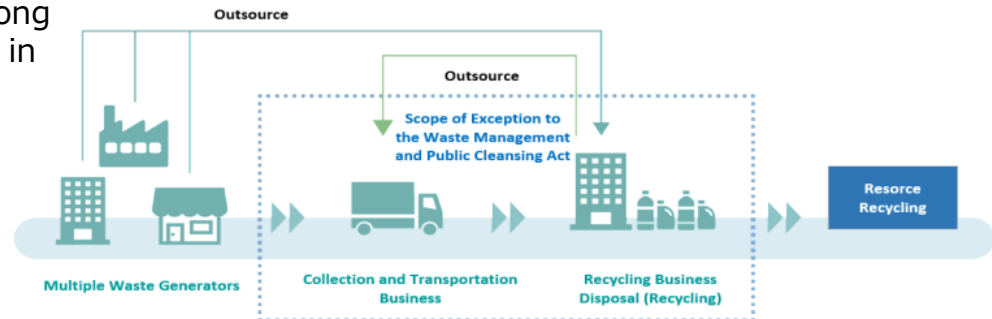 ong
in
Outsource
Outsource
Scope of Exception to
the Waste Management
and Public Cleansing Act
Resorce
Recycling
Multiple Waste Generators
Collection and Transportation
Business
Recycling Business
Disposal (Recycling)